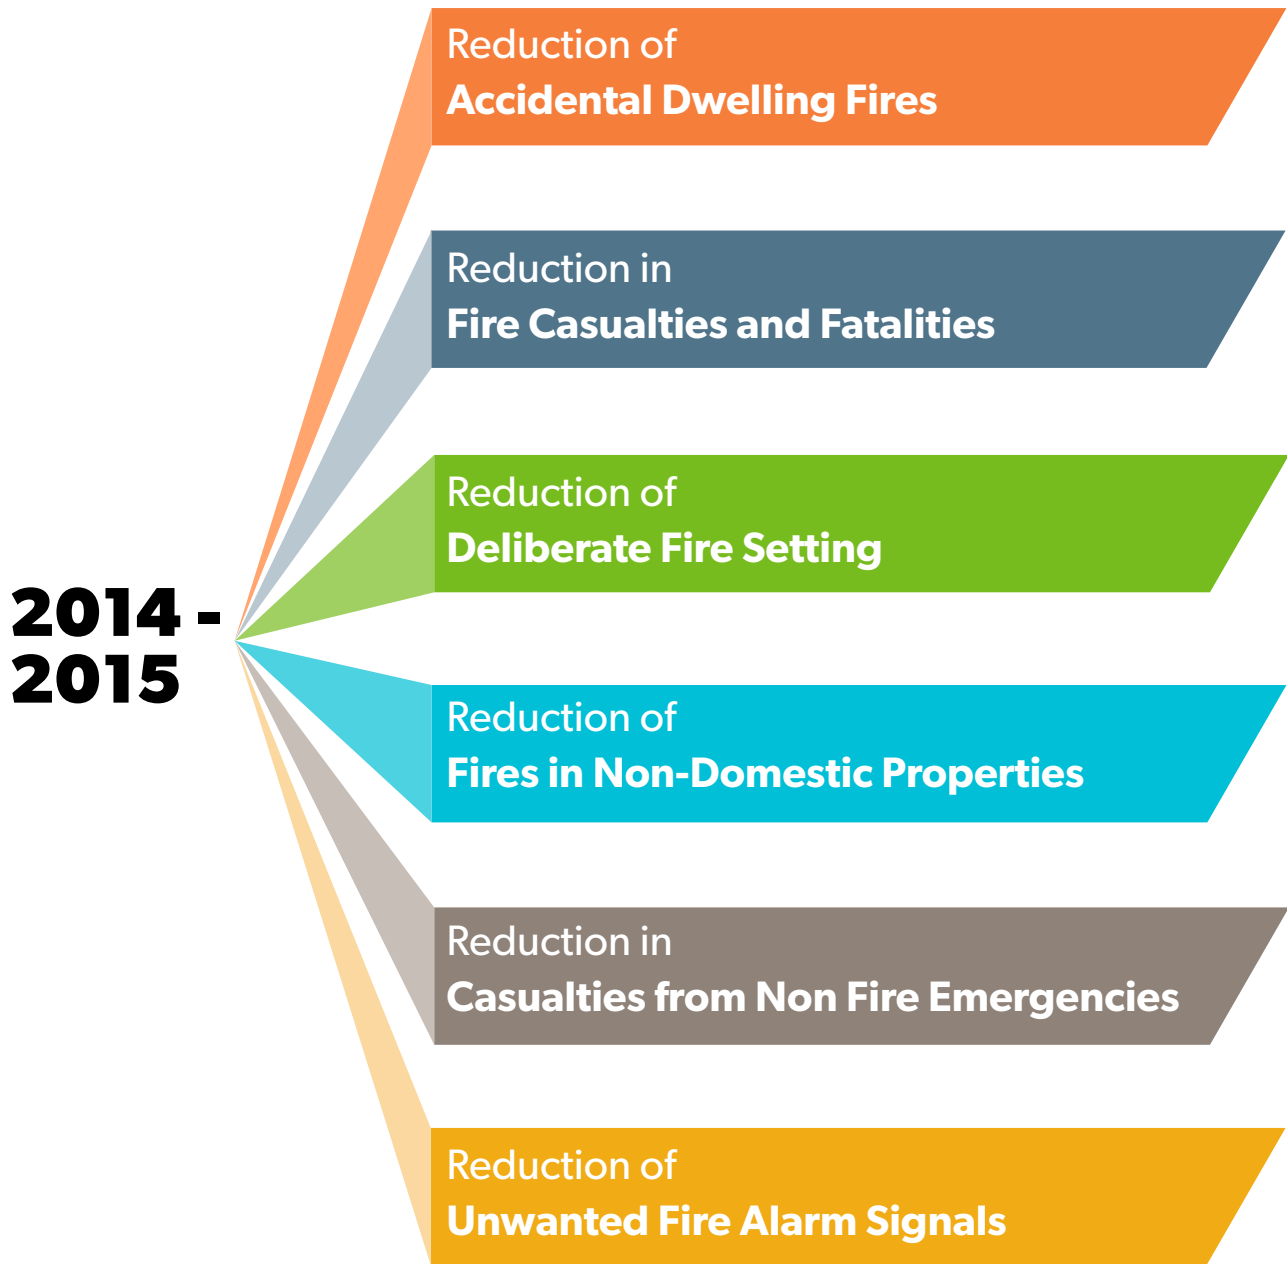 Reduction of
Accidental Dwelling Fires
Reduction in
Fire Casualties and Fatalities
Reduction of
Deliberate Fire Setting
2014 -
2015
Reduction of
Fires in Non-Domestic Properties
Reduction in
Casualties from Non Fire Emergencies
Reduction of
Unwanted Fire Alarm Signals